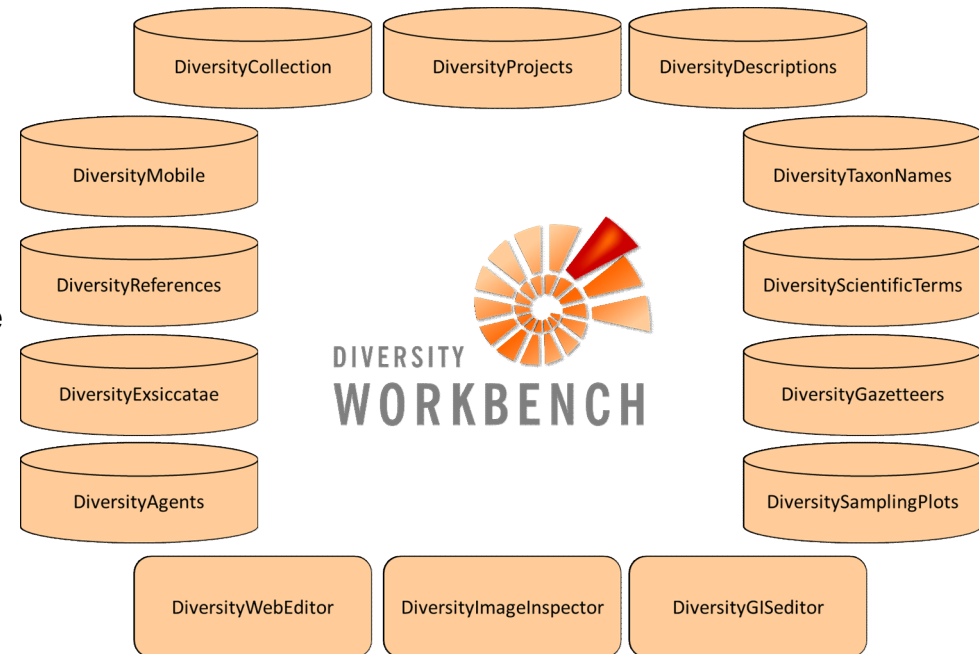 DiversityCollection
DiversityProjects
DiversityDescriptions
DiversityMobile
DiversityTaxonNames
DiversityReferences
DiversityScientificTerms
e
DIVERSITY
WORKBENCH
DiversityExsiccatae
DiversityGazetteers
DiversityAgents
DiversitySamplingPlots
DiversityWebEditor
DiversityImageInspector
DiversityGISeditor